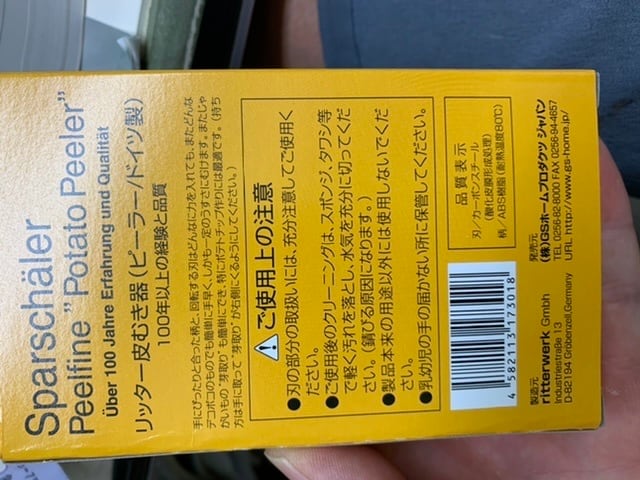 Sparschäler
Peelfine "Potato Peeler"
Über 100 Jahre Erfahrung und Qualität
リッター皮むき器(ピーラー/ドイツ製)
100年以上の経験と品質
手にぴったりと合った柄と、回転する刃はどんなに力を入れても、またどんな
デコボコのものでも簡単に手早く、しかも一定のうすさにむけます。またじゃ
がいもの"芽取り"も簡単にでき、特にポテトチップ作りには最適です。(持ち
方は手に取って"芽取り"が右側にくるようにしてください。)
⚠ご使用上の注意
●刃の部分の取扱いには、充分注意してご使用く
ださい。
●ご使用後のクリーニングは、スポンジ、タワシ等
で軽く汚れを落とし、水気を充分に切ってくだ
さい。(錆びる原因になります。)
●製品本来の用途以外には使用しないでくだ
さい。
●乳幼児の手の届かない所に保管してください。
品質表示
刃/カーボンスチール
(酸化皮膜形成処理)
柄/ABS樹脂(耐熱温度80℃)
4 582113 173018
製造元
ritterwerk Gmbh
Industriestraße 13
D-82194 Gröbenzell,Germany
発売元
(株)GSホームプロダクツ ジャパン
TEL 0256-82-8000 FAX 0256-94-4657
URL http://www.gs-home.jp/